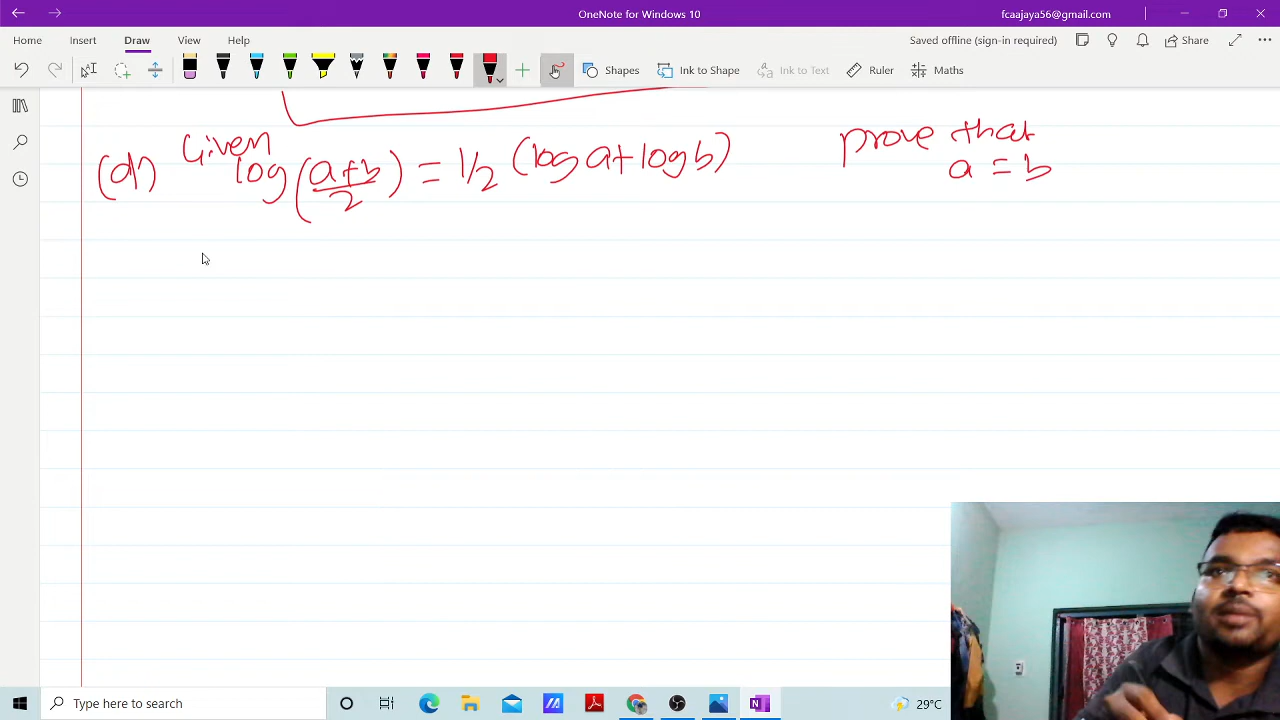 OneNote for Windows 10
fcaajaya56@gmail.com
Home Insert Draw View Help
Saved offline (sign-in required)
Share
Shapes
Ink to Shape
Ink to Text
Ruler
Maths
(d) Given log((a+b)/2) = 1/2 (log a + log b)
prove that
a = b
Type here to search
29°C